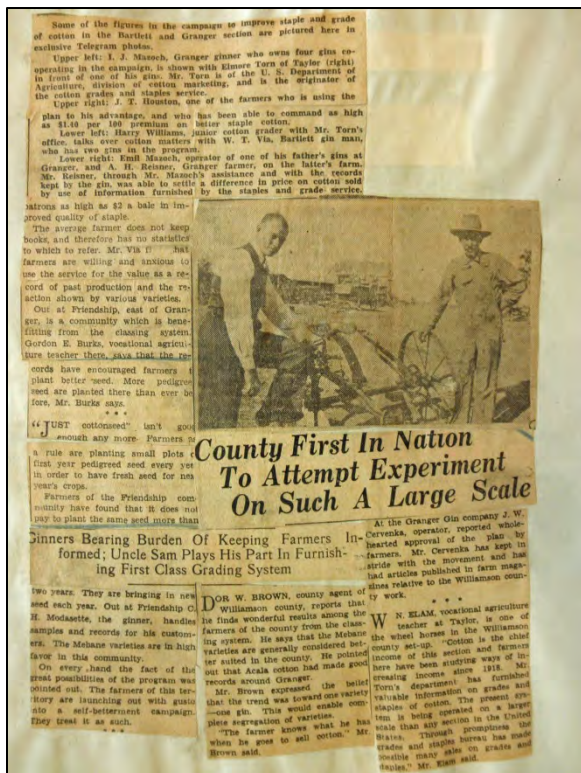 Some of the figures in the campaign to improve staple and grade
of cotton in the Bartlett and Granger section are pictured here in
exclusive Telegram photos.
Upper left: I. J. Mazoch, Granger ginner who owns four gins co-
operating in the campaign, is shown with Elmore Torn of Taylor (right)
in front of one of his gins. Mr. Torn is of the U. S. Department of
Agriculture, division of cotton marketing, and is the originator of
the cotton grades and staples service.
Upper right: J. T. Houston, one of the farmers who is using the
plan to his advantage, and who has been able to command as high
as $1.40 per 100 premium on better staple cotton.
Lower left: Harry Williams, junior cotton grader with Mr. Torn's
office, talks over cotton matters with W. T. Via, Bartlett gin man,
who has two gins in the program.
Lower right: Emil Mazoch, operator of one of his father's gins at
Granger, and A. H. Reisner, Granger farmer, on the latter's farm.
Mr. Reisner, through Mr. Mazoch's assistance and with the records
kept by the gin, was able to settle a difference in price on cotton sold
by use of information furnished by the staples and grade service.
patrons as high as $2 a bale in im-
proved quality of staple.
The average farmer does not keep
books, and therefore has no statistics
to which to refer. Mr. Via hat
farmers are willing and anxious to
use the service for the value as a re-
cord of past production and the re-
action shown by various varieties.
Out at Friendship, east of Gran-
ger, is a community which is bene-
fitting from the classing system.
Gordon E. Burks, vocational agricul-
ture teacher there, says that the re-
cords have encouraged farmers t
plant better seed. More pedigre
seed are planted there than ever be
fore, Mr. Burks says.
* * *
"JUST cottonseed" isn't good
enough any more. Farmers
a rule are planting small plots o
first year pedigreed seed every yea
in order to have fresh seed for nex
year's crops.
Farmers of the Friendship com
munity have found that it does not
pay to plant the same seed more than
County First In Nation
To Attempt Experiment
On Such A Large Scale
Ginners Bearing Burden Of Keeping Farmers In-
formed; Uncle Sam Plays His Part In Furnish-
ing First Class Grading System
two years. They are bringing in new
seed each year. Out at Friendship C.
H. Modasette, the ginner, handles
samples and records for his custom-
ers. The Mebane varieties are in high
favor in this community.
On every hand the fact of the
great possibilities of the program was
pointed out. The farmers of this ter-
ritory are launching out with gusto
into a self-betterment campaign.
They treat it as such.
* * *
DOR W. BROWN, county agent of
Williamson county, reports that
he finds wonderful results among the
farmers of the county from the class-
ing system. He says that the Mebane
varieties are generally considered bet-
ter suited in the county. He pointed
out that Acala cotton had made good
records around Granger.
Mr. Brown expressed the belief
that the trend was toward one variety
—one gin. This would enable com-
plete segregation of varieties.
"The farmer knows what he has
when he goes to sell cotton." Mr.
Brown said.
At the Granger Gin company J. W.
Cervenka, operator, reported whole-
hearted approval of the plan by
farmers. Mr. Cervenka has kept in
stride with the movement and has
had articles published in farm maga-
zines relative to the Williamson coun-
ty work.
* * *
W. N. ELAM, vocational agriculture
teacher at Taylor, is one of
the wheel horses in the Williamson
county set-up. "Cotton is the chief
income of this section and farmers
here have been studying ways of in-
creasing income since 1918. Mr.
Torn's department has furnished
valuable information on grades and
staples of cotton. The present sys-
tem is being operated on a larger
scale than any section in the United
States. Through promptness the
grades and staples bureau has made
possible many sales on grades and
staples," Mr. Elam said.